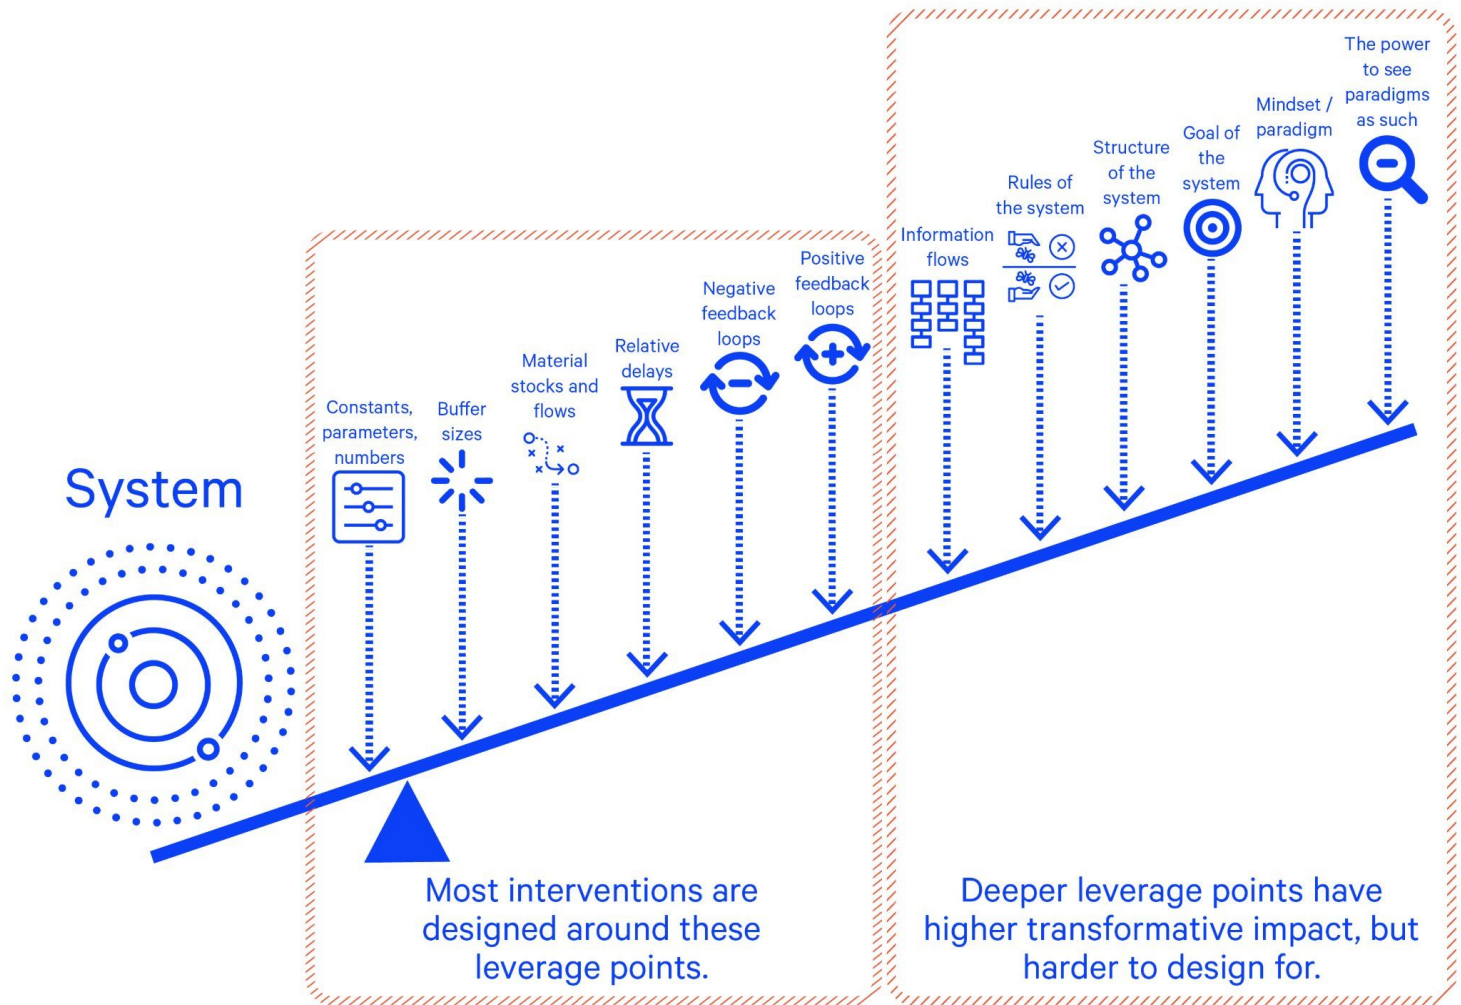 System
Constants,
parameters,
numbers
Buffer
sizes
Material
stocks and
flows
Relative
delays
Negative
feedback
loops
Positive
feedback
loops
Information
flows
Rules of
the system
Structure
of the
system
Goal of
the
system
Mindset /
paradigm
The power
to see
paradigms
as such
Most interventions are
designed around these
leverage points.
Deeper leverage points have
higher transformative impact, but
harder to design for.